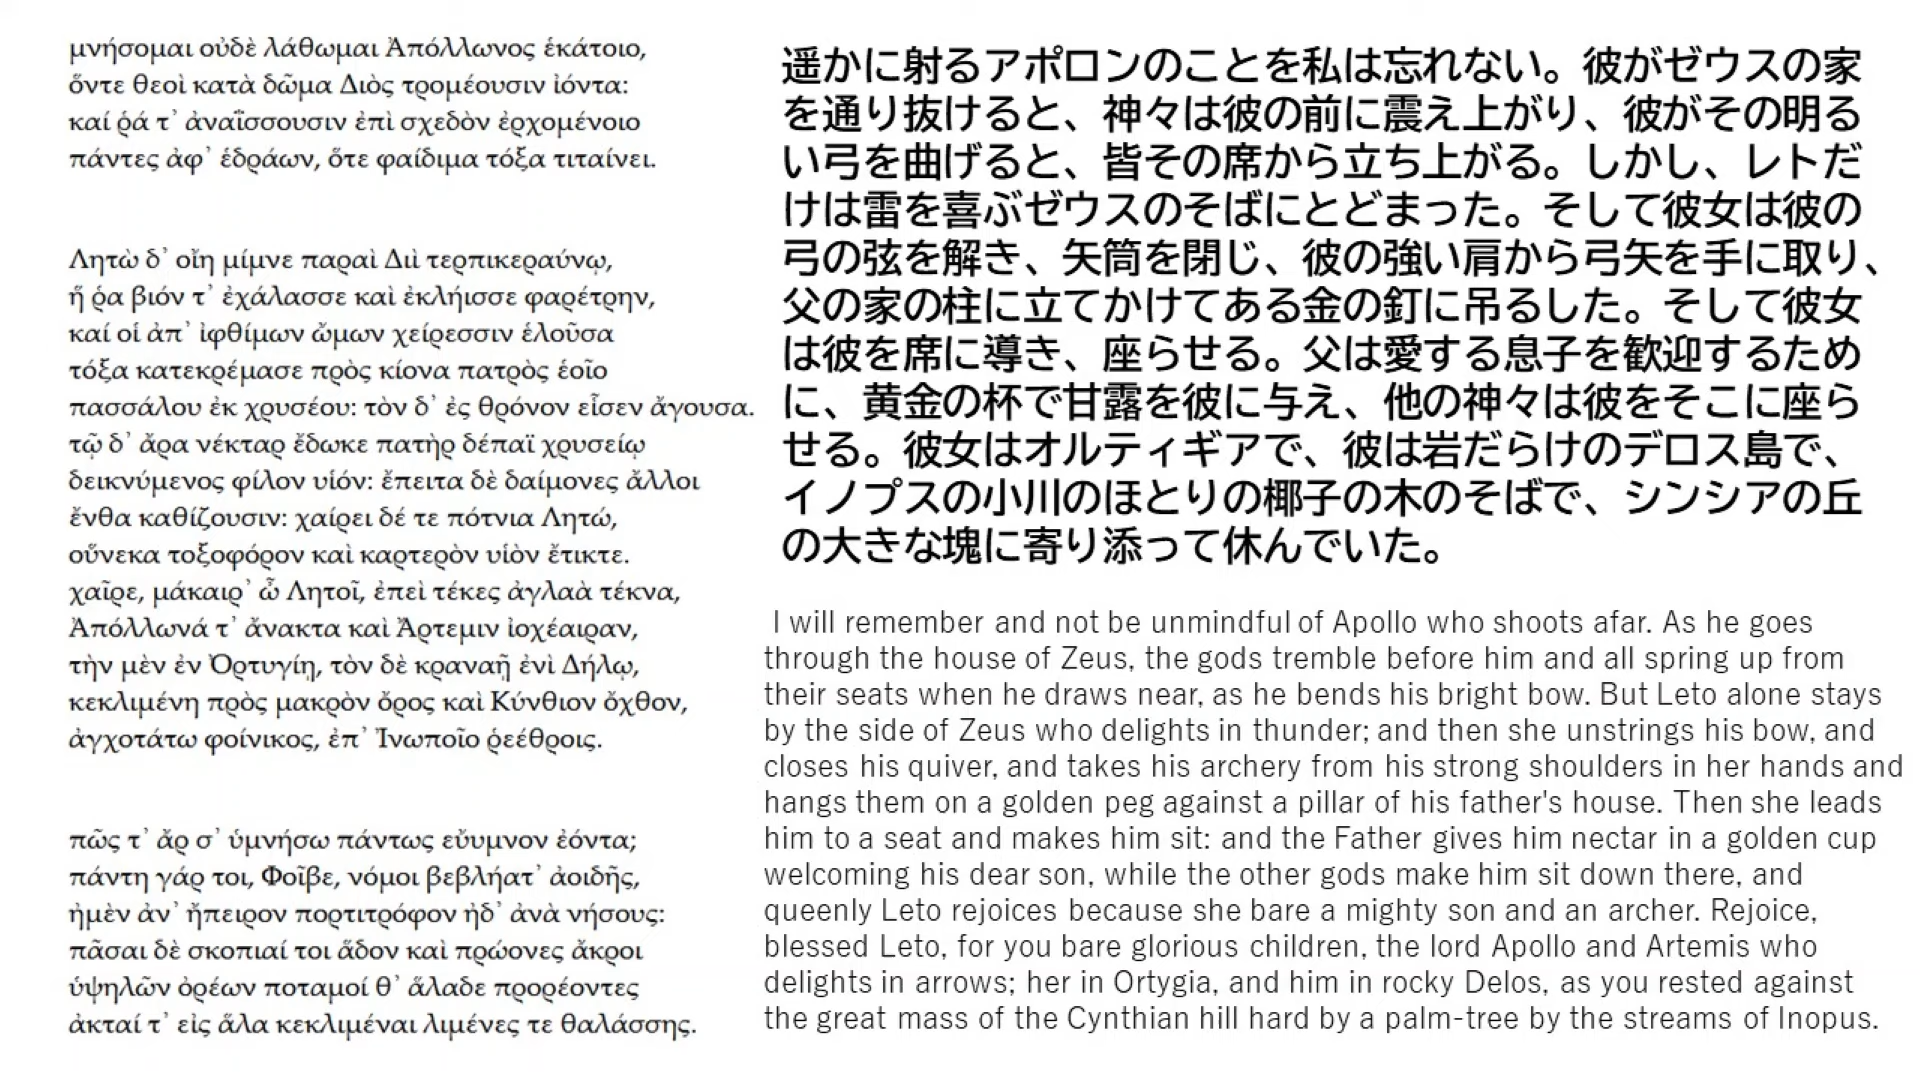 μνήσομαι οὐδὲ λάθωμαι Ἀπόλλωνος ἑκάτοιο,
ὅντε θεοὶ κατὰ δῶμα Διὸς τρομέουσιν ἰόντα:
καί ῥά τ᾽ ἀναΐσσουσιν ἐπὶ σχεδὸν ἐρχομένοιο
πάντες ἀφ᾽ ἑδράων, ὅτε φαίδιμα τόξα τιταίνει.
Λητὼ δ᾽ οἴη μίμνε παραὶ Διὶ τερπικεραύνῳ,
ἥ ῥα βιόν τ᾽ ἐχάλασσε καὶ ἐκλήισσε φαρέτρην,
καί οἱ ἀπ᾽ ἰφθίμων ὤμων χείρεσσιν ἑλοῦσα
τόξα κατεκρέμασε πρὸς κίονα πατρὸς ἑοῖο
πασσάλου ἐκ χρυσέου: τὸν δ᾽ ἐς θρόνον εἷσεν ἄγουσα.
τῷ δ᾽ ἄρα νέκταρ ἔδωκε πατὴρ δέπαϊ χρυσείῳ
δεικνύμενος φίλον υἱόν: ἔπειτα δὲ δαίμονες ἄλλοι
ἔνθα καθίζουσιν: χαίρει δέ τε πότνια Λητώ,
οὕνεκα τοξοφόρον καὶ καρτερὸν υἱὸν ἔτικτε.
χαῖρε, μάκαιρ᾽ ὦ Λητοῖ, ἐπεὶ τέκες ἀγλαὰ τέκνα,
Ἀπόλλωνά τ᾽ ἄνακτα καὶ Ἄρτεμιν ἰοχέαιραν,
τὴν μὲν ἐν Ὀρτυγίῃ, τὸν δὲ κραναῇ ἐνὶ Δήλῳ,
κεκλιμένη πρὸς μακρὸν ὄρος καὶ Κύνθιον ὄχθον,
ἀγχοτάτω φοίνικος, ἐπ᾽ Ἰνωποῖο ῥεέθροις.
πῶς τ᾽ ἄρ σ᾽ ὑμνήσω πάντως εὔυμνον ἐόντα;
πάντη γάρ τοι, Φοῖβε, νόμοι βεβλήατ᾽ ἀοιδῆς,
ἠμὲν ἀν᾽ ἤπειρον πορτιτρόφον ἠδ᾽ ἀνὰ νήσους:
πᾶσαι δὲ σκοπιαί τοι ἅδον καὶ πρώονες ἄκροι
ὑψηλῶν ὀρέων ποταμοί θ᾽ ἅλαδε προρέοντες
ἀκταί τ᾽ εἰς ἅλα κεκλιμέναι λιμένες τε θαλάσσης.
遥かに射るアポロンのことを私は忘れない。彼がゼウスの家
を通り抜けると、神々は彼の前に震え上がり、彼がその明る
い弓を曲げると、皆その席から立ち上がる。しかし、レトだ
けは雷を喜ぶゼウスのそばにとどまった。そして彼女は彼の
弓の弦を解き、矢筒を閉じ、彼の強い肩から弓矢を手に取り、
父の家の柱に立てかけてある金の釘に吊るした。そして彼女
は彼を席に導き、座らせる。父は愛する息子を歓迎するため
に、黄金の杯で甘露を彼に与え、他の神々は彼をそこに座ら
せる。彼女はオルティギアで、彼は岩だらけのデロス島で、
イノプスの小川のほとりの椰子の木のそばで、シンシアの丘
の大きな塊に寄り添って休んでいた。
I will remember and not be unmindful of Apollo who shoots afar. As he goes
through the house of Zeus, the gods tremble before him and all spring up from
their seats when he draws near, as he bends his bright bow. But Leto alone stays
by the side of Zeus who delights in thunder; and then she unstrings his bow, and
closes his quiver, and takes his archery from his strong shoulders in her hands and
hangs them on a golden peg against a pillar of his father's house. Then she leads
him to a seat and makes him sit: and the Father gives him nectar in a golden cup
welcoming his dear son, while the other gods make him sit down there, and
queenly Leto rejoices because she bare a mighty son and an archer. Rejoice,
blessed Leto, for you bare glorious children, the lord Apollo and Artemis who
delights in arrows; her in Ortygia, and him in rocky Delos, as you rested against
the great mass of the Cynthian hill hard by a palm-tree by the streams of Inopus.